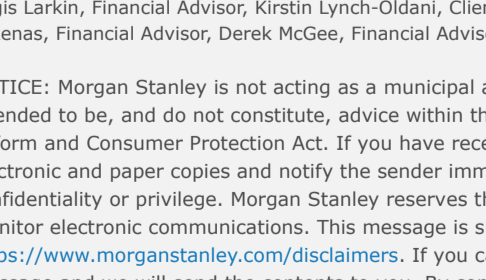 gis Larkin, Financial Advisor, Kirstin Lynch-Oldani, Clien
enas, Financial Advisor, Derek McGee, Financial Adviso
TICE: Morgan Stanley is not acting as a municipal a
ended to be, and do not constitute, advice within th
form and Consumer Protection Act. If you have rece
ctronic and paper copies and notify the sender imm
nfidentiality or privilege. Morgan Stanley reserves th
nitor electronic communications. This message is s
ps://www.morganstanley.com/disclaimers. If you ca
ssage and we will send the contents to you. By com